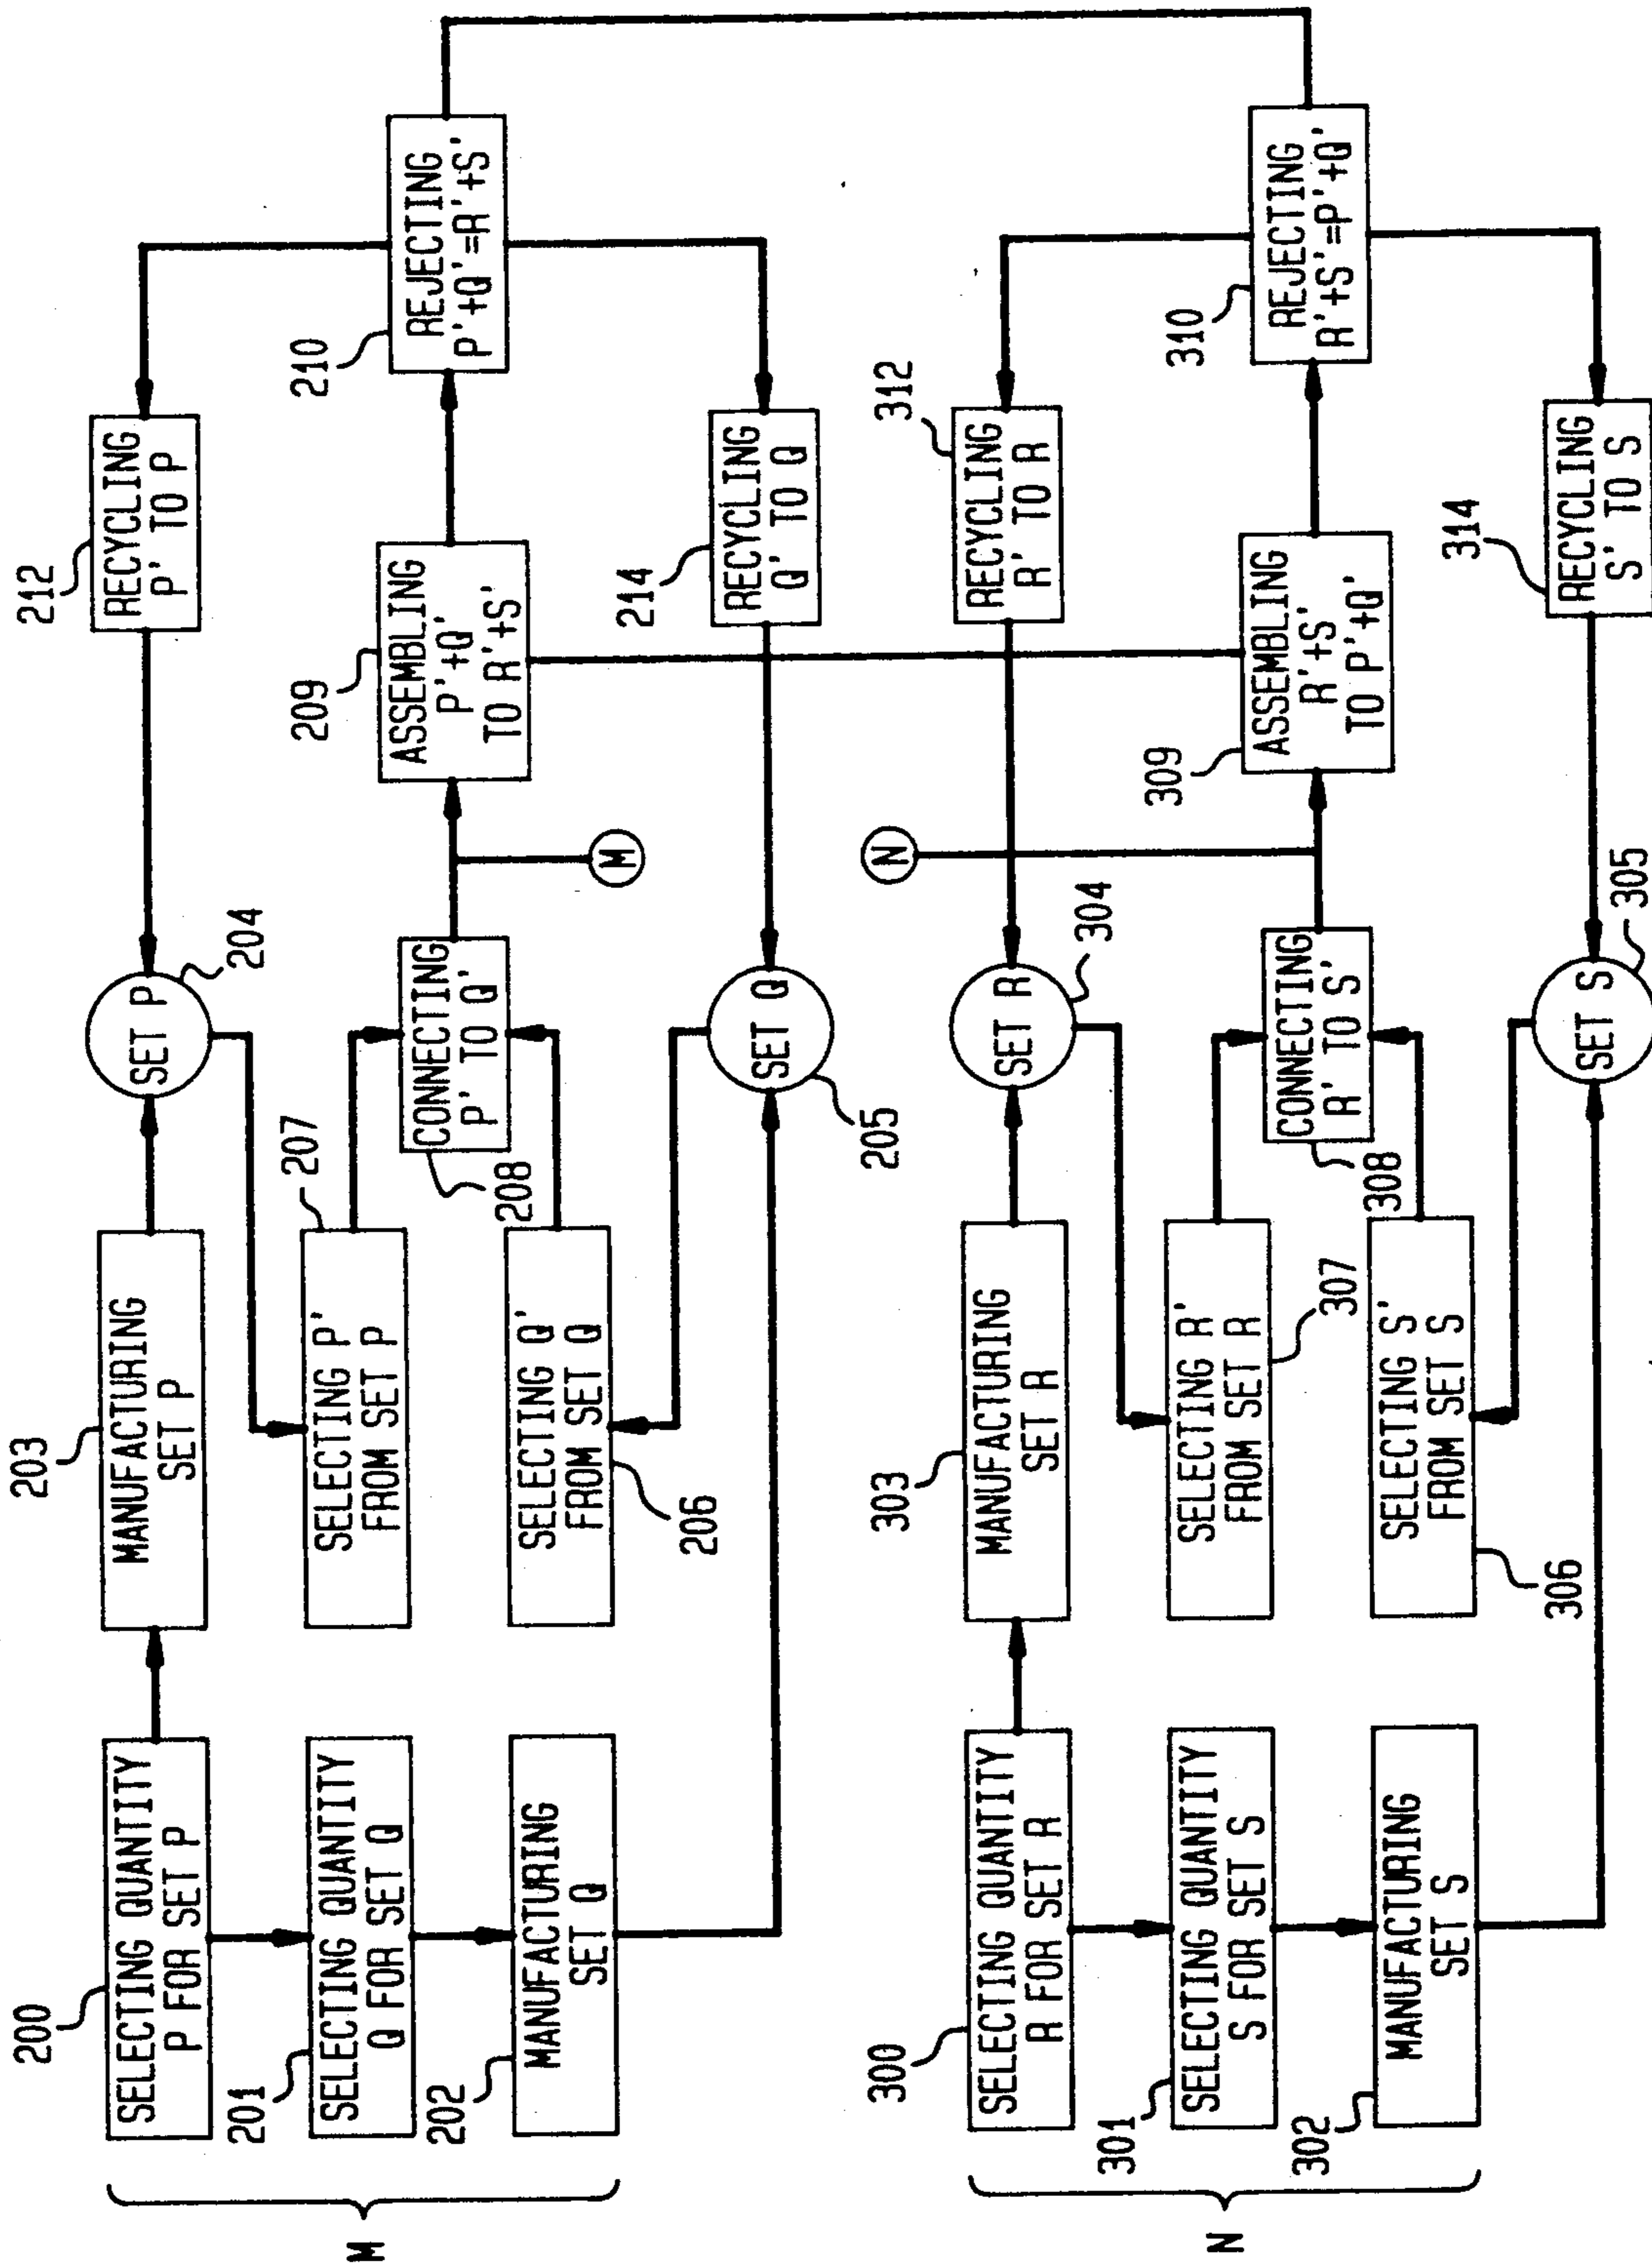 200
SELECTING QUANTITY
P FOR SET P
201
SELECTING QUANTITY
Q FOR SET Q
202
MANUFACTURING
SET Q
M
203
MANUFACTURING
SET P
SET P
204
207
SELECTING P'
FROM SET P
SELECTING Q'
FROM SET Q
206
CONNECTING
P' TO Q'
208
SET Q
205
M
212
RECYCLING
P' TO P
209
ASSEMBLING
P'+Q'
TO R'+S'
214
RECYCLING
Q' TO Q
210
REJECTING
P'+Q'=R'+S'
300
SELECTING QUANTITY
R FOR SET R
301
SELECTING QUANTITY
S FOR SET S
302
MANUFACTURING
SET S
N
303
MANUFACTURING
SET R
SET R
304
SELECTING R'
FROM SET R
307
SELECTING S'
FROM SET S
306
CONNECTING
R' TO S'
308
SET S
305
N
312
RECYCLING
R' TO R
309
ASSEMBLING
R'+S'
TO P'+Q'
314
RECYCLING
S' TO S
310
REJECTING
R'+S'=P'+Q'